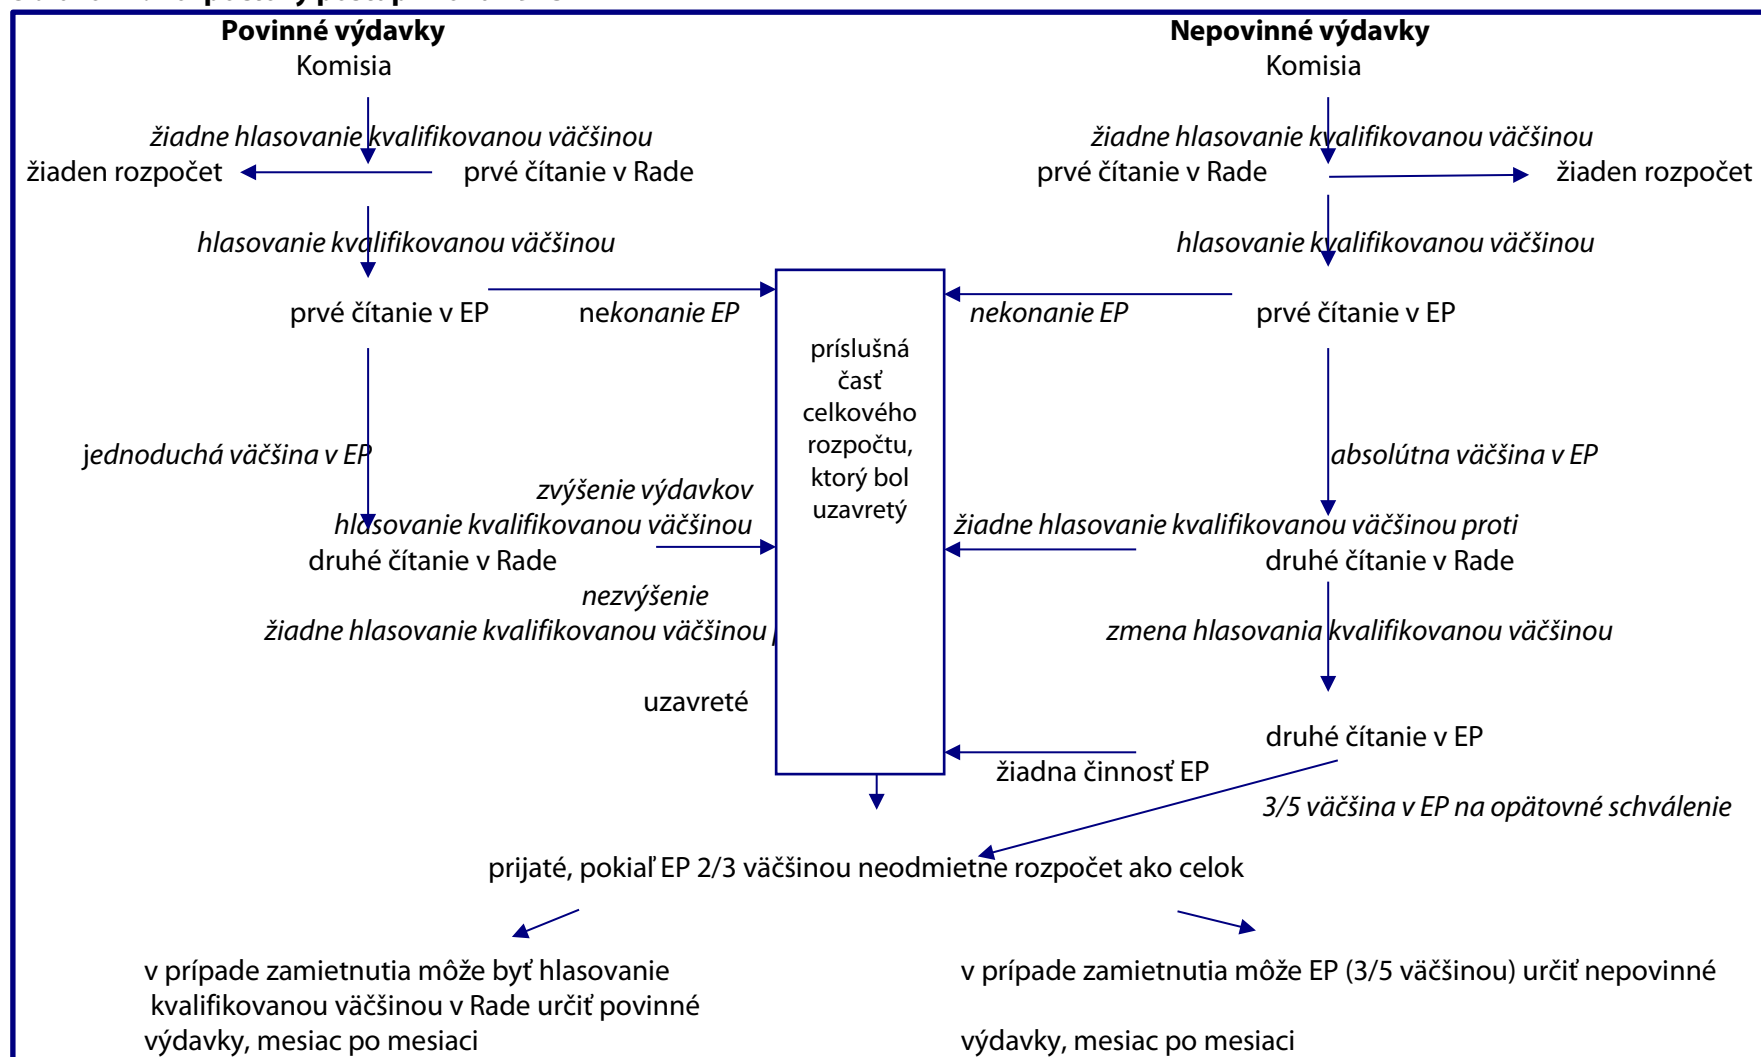 Povinné výdavky
Komisia
žiadne hlasovanie kvalifikovanou väčšinou
žiaden rozpočet
prvé čítanie v Rade
hlasovanie kvalifikovanou väčšinou
prvé čítanie v EP
nekonanie EP
jednoduchá väčšina v EP
zvýšenie výdavkov
hlasovanie kvalifikovanou väčšinou
druhé čítanie v Rade
nezvýšenie
žiadne hlasovanie kvalifikovanou väčšinou
uzavreté
príslušná
časť
celkového
rozpočtu,
ktorý bol
uzavretý
Nepovinné výdavky
Komisia
žiadne hlasovanie kvalifikovanou väčšinou
prvé čítanie v Rade
žiaden rozpočet
hlasovanie kvalifikovanou väčšinou
nekonanie EP
prvé čítanie v EP
absolútna väčšina v EP
žiadne hlasovanie kvalifikovanou väčšinou proti
druhé čítanie v Rade
zmena hlasovania kvalifikovanou väčšinou
druhé čítanie v EP
žiadna činnosť EP
3/5 väčšina v EP na opätovné schválenie
prijaté, pokiaľ EP 2/3 väčšinou neodmietne rozpočet ako celok
v prípade zamietnutia môže byť hlasovanie
kvalifikovanou väčšinou v Rade určiť povinné
výdavky, mesiac po mesiaci
v prípade zamietnutia môže EP (3/5 väčšinou) určiť nepovinné
výdavky, mesiac po mesiaci